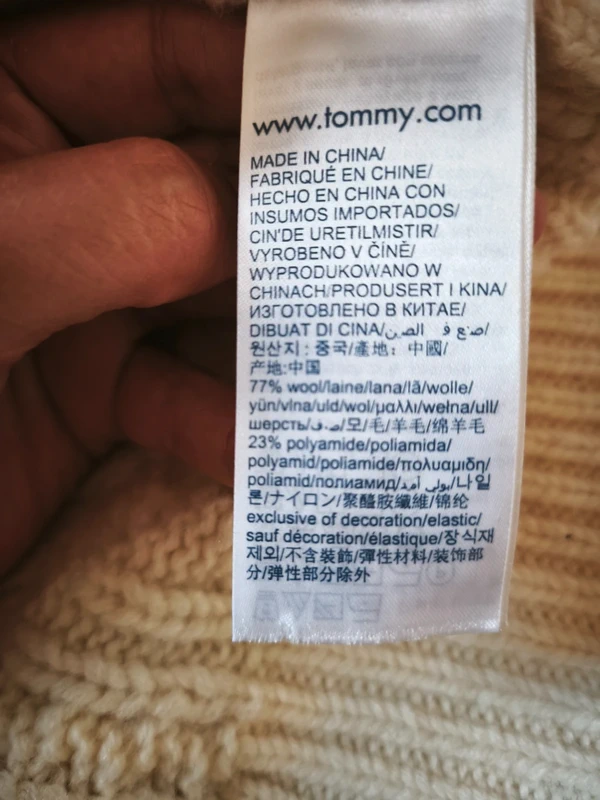 www.tommy.com
MADE IN CHINA/
FABRIQUÉ EN CHINE/
HECHO EN CHINA CON
INSUMOS IMPORTADOS/
CIN'DE URETILMISTIR/
VYROBENO V ČÍNĚ/
WYPRODUKOWANO W
CHINACH/PRODUSERT I KINA/
ИЗГОТОВЛЕНО В КИТАЕ/
DIBUAT DI CINA/صنع في الصين/
원산지 : 중국/產地：中國/
产地:中国
77% wool/laine/lana/lã/wolle/
yün/vlna/uld/wol/μαλλι/wełna/ull/
шерсть/صوف/모/毛/羊毛/绵羊毛
23% polyamide/poliamida/
polyamid/poliamide/πολυαμιδη/
poliamid/полиамид/بولي أميد/나일
론/ナイロン/聚醯胺纖維/锦纶
exclusive of decoration/elastic/
sauf décoration/élastique/장식재
제외/不含裝飾/彈性材料/装饰部
分/弹性部分除外